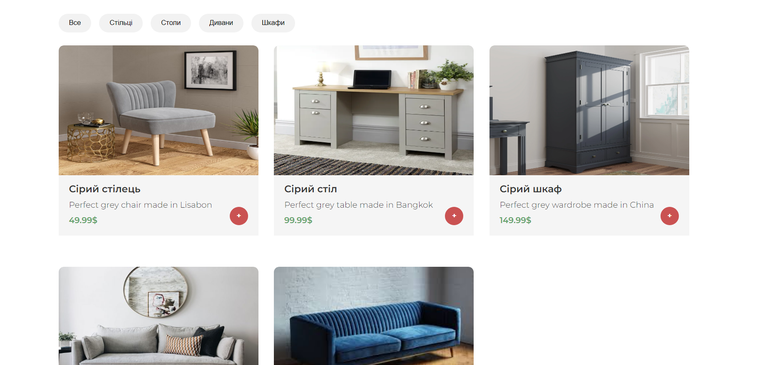 Все
Стільці
Столи
Дивани
Шкафи
Сірий стілець
Perfect grey chair made in Lisabon
49.99$
+
Сірий стіл
Perfect grey table made in Bangkok
99.99$
+
Сірий шкаф
Perfect grey wardrobe made in China
149.99$
+